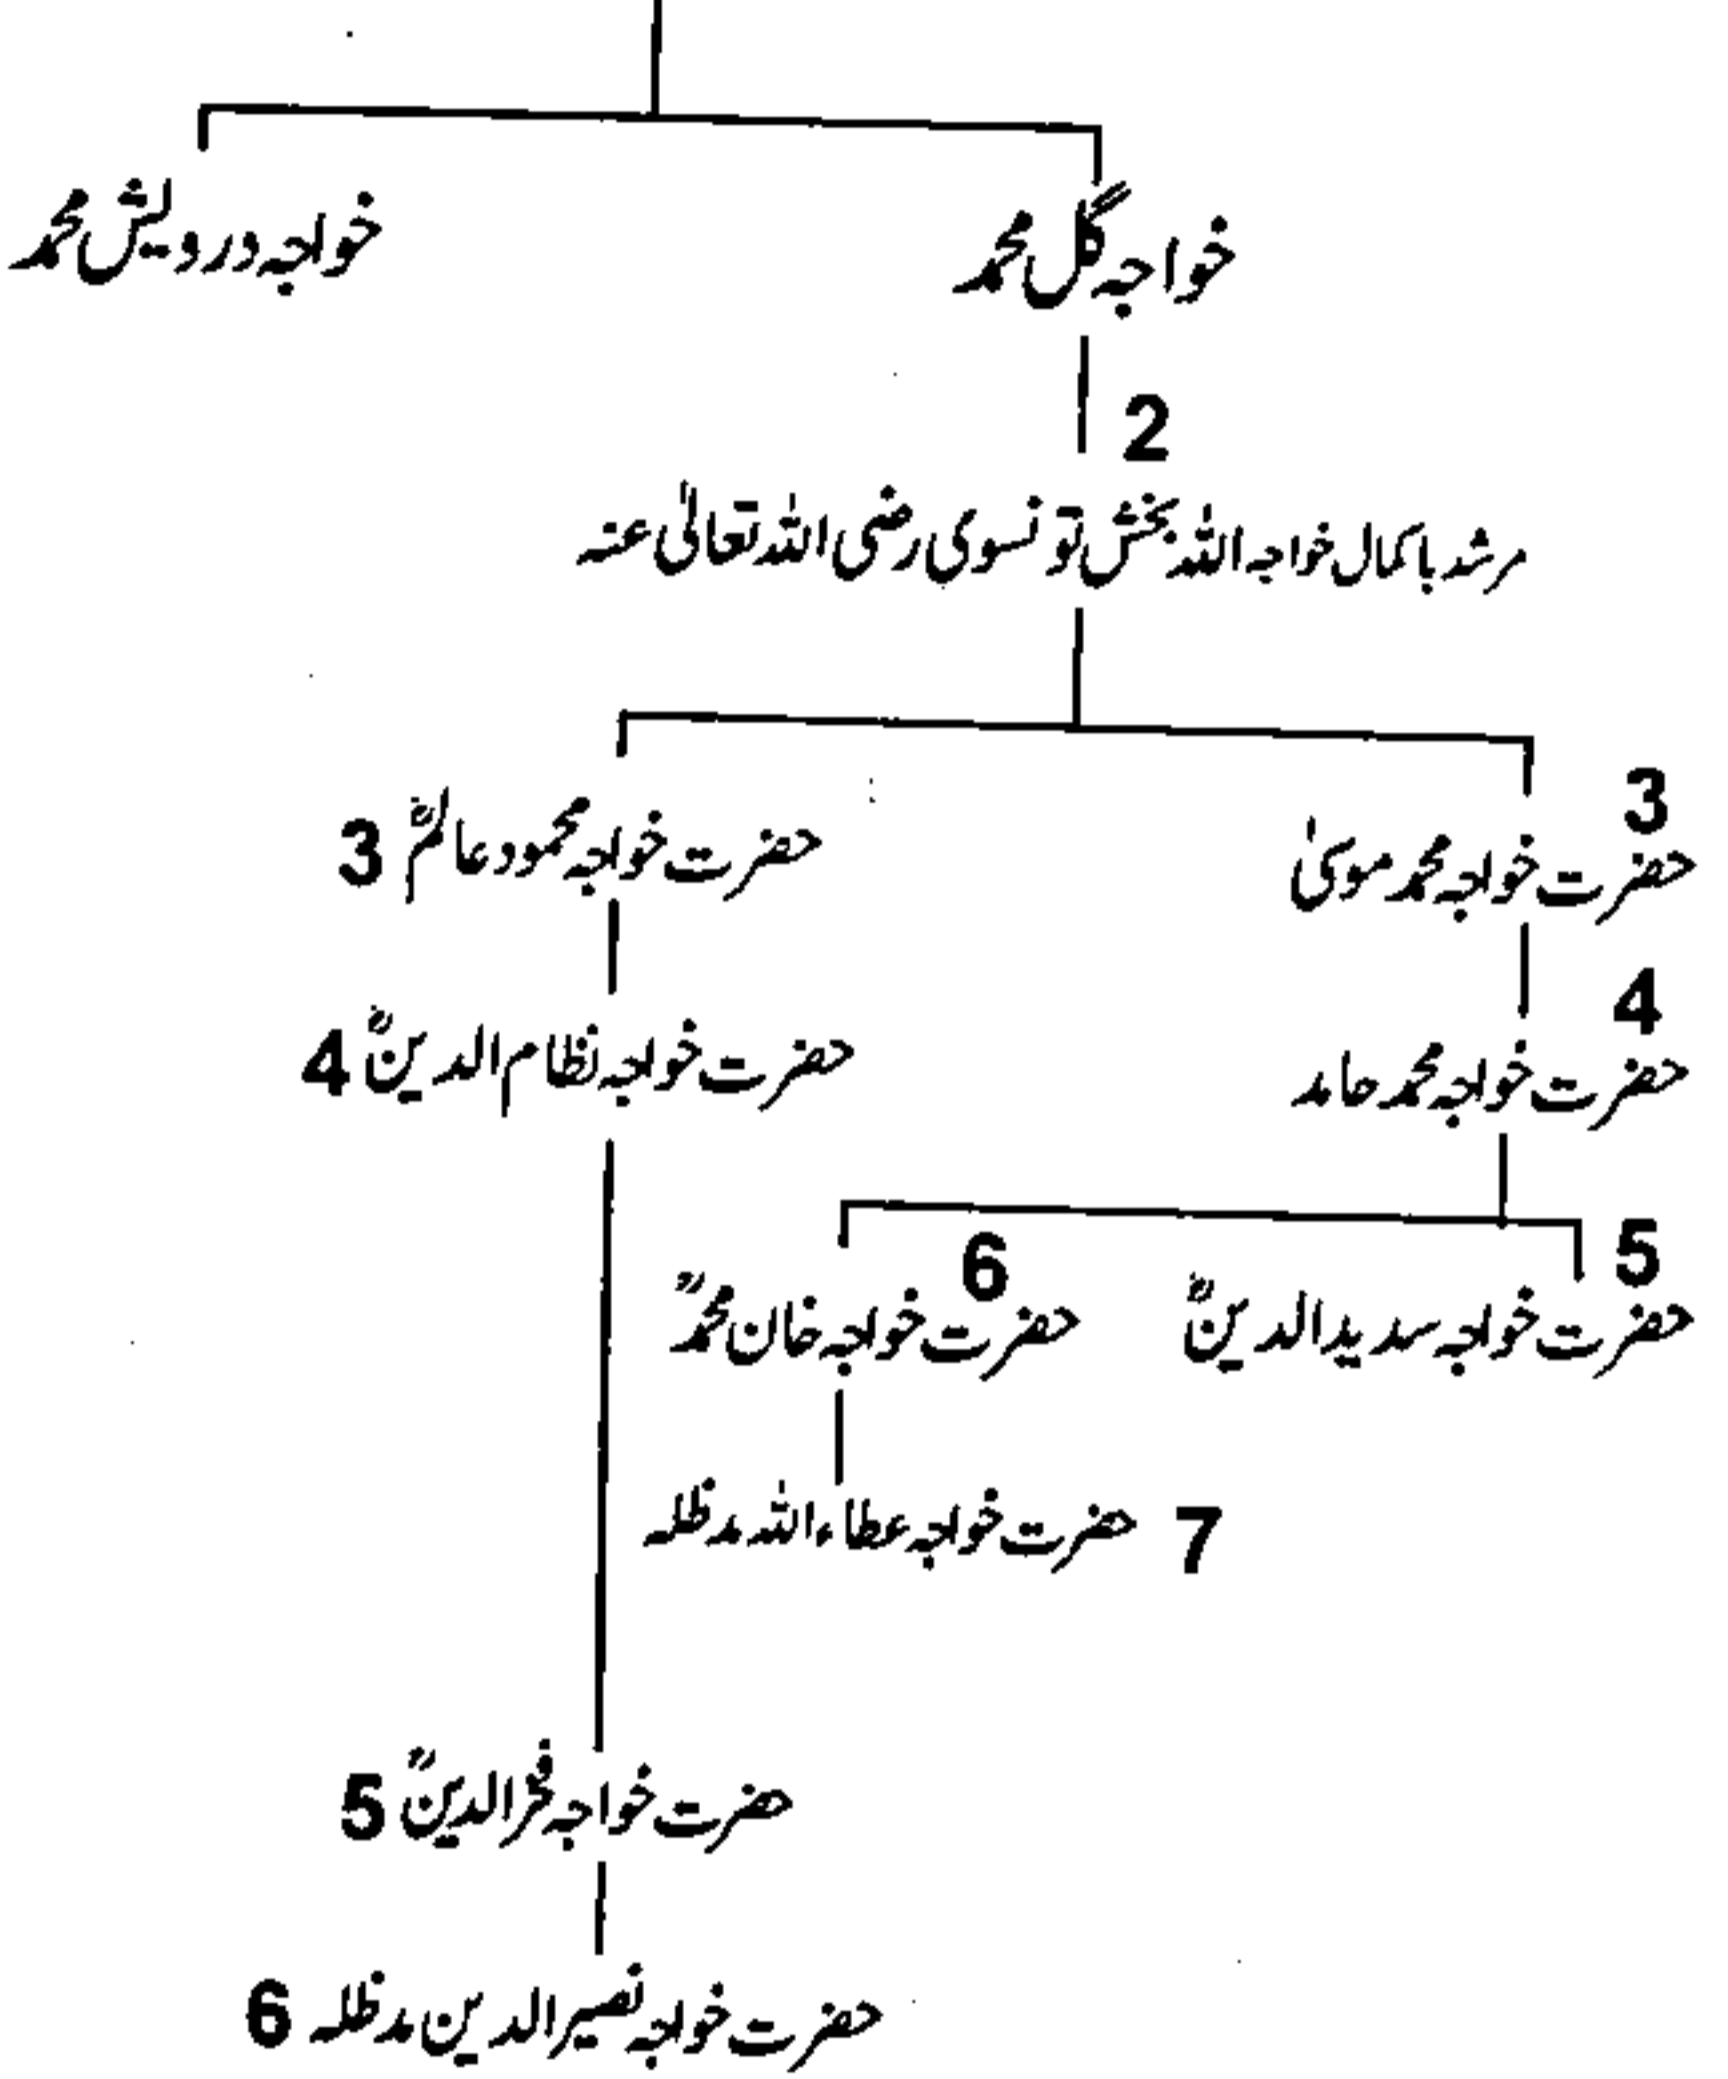 خواجہ گل محمد
خواجہ درویش محمد
2
مرشد باکمال خواجہ اللہ بخش تونسوی رضی اللہ تعالیٰ عنہ
3
حضرت خواجہ محمد موسیٰ
حضرت خواجہ محمود عالمؒ 3
4
حضرت خواجہ محمد حامد
حضرت خواجہ نظام الدینؒ 4
5
حضرت خواجہ سدید الدینؒ
6
حضرت خواجہ خان محمدؒ
7 حضرت خواجہ عطاء اللہ مدظلہ
حضرت خواجہ فخر الدینؒ 5
حضرت خواجہ نصیر الدین مدظلہ 6